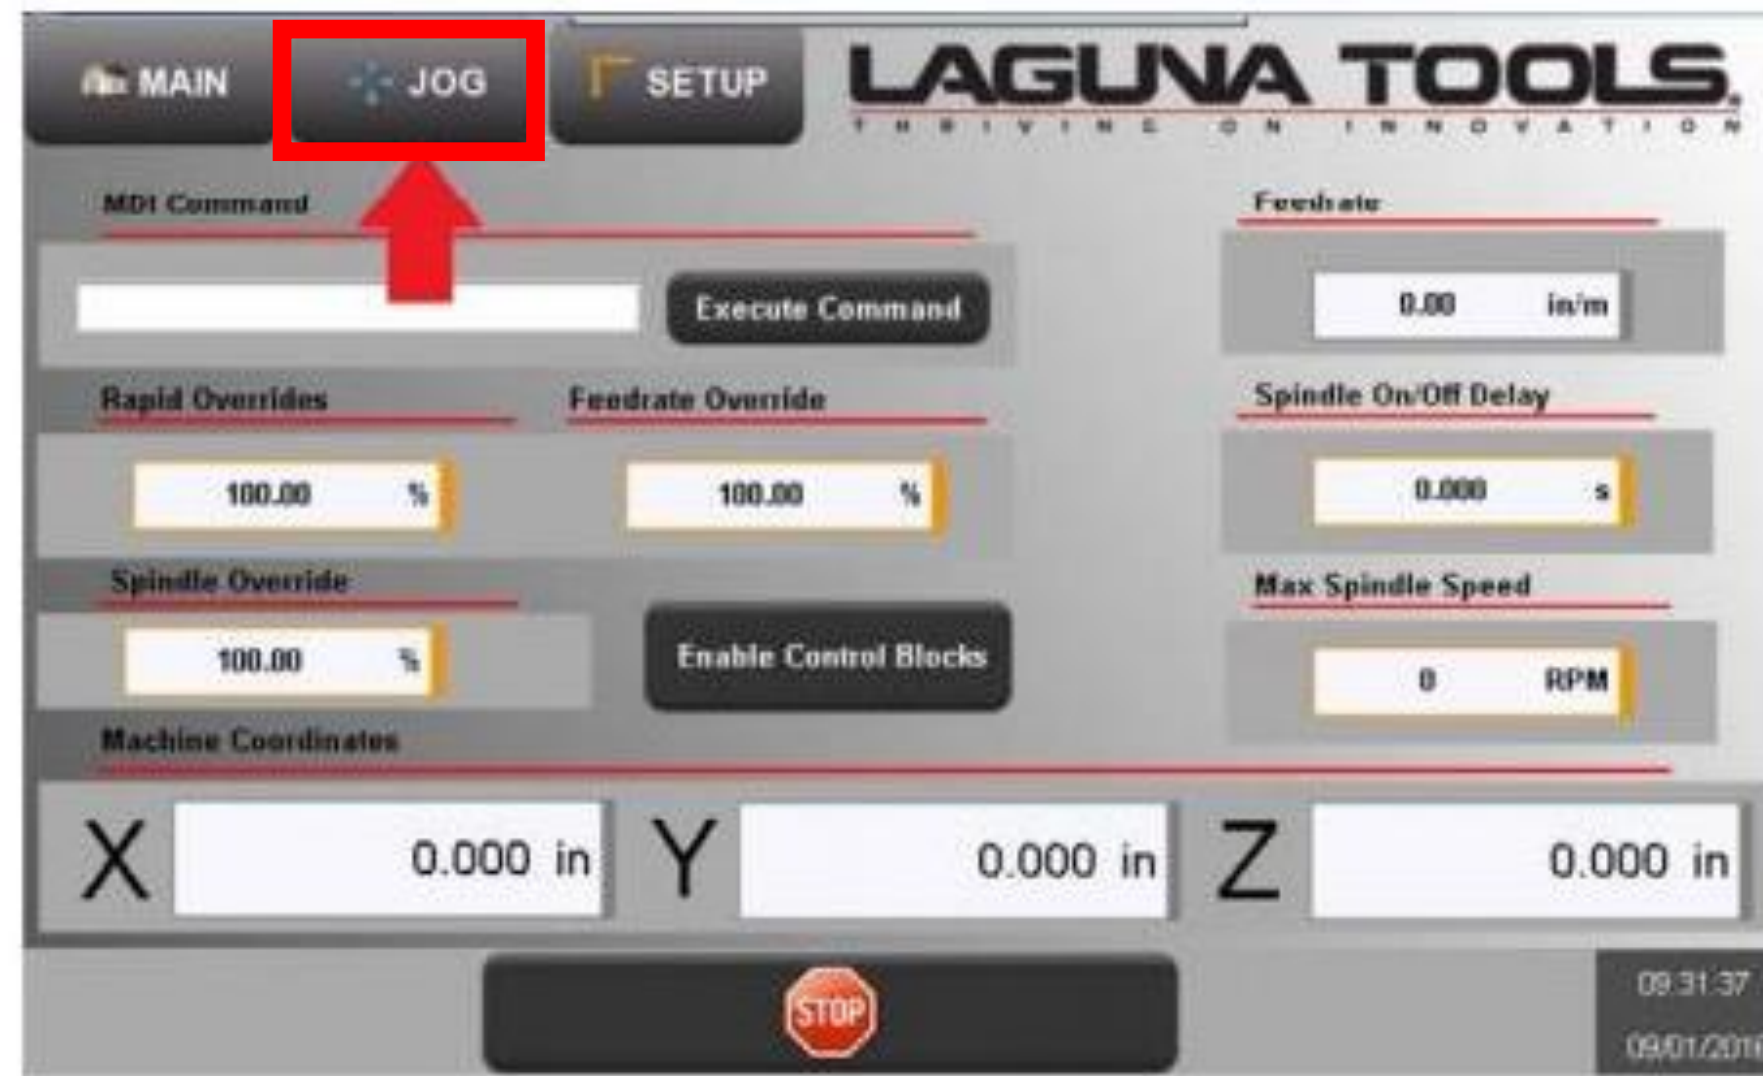 MAIN JOG SETUP LAGUNA TOOLS
THRIVING ON INNOVATION
MDI Command Feedrate
Execute Command 0.00 in/m
Rapid Overrides Feedrate Override Spindle On/Off Delay
100.00 % 100.00 % 0.000 s
Spindle Override Max Spindle Speed
100.00 % Enable Control Blocks 0 RPM
Machine Coordinates
X 0.000 in Y 0.000 in Z 0.000 in
STOP
09:31:37